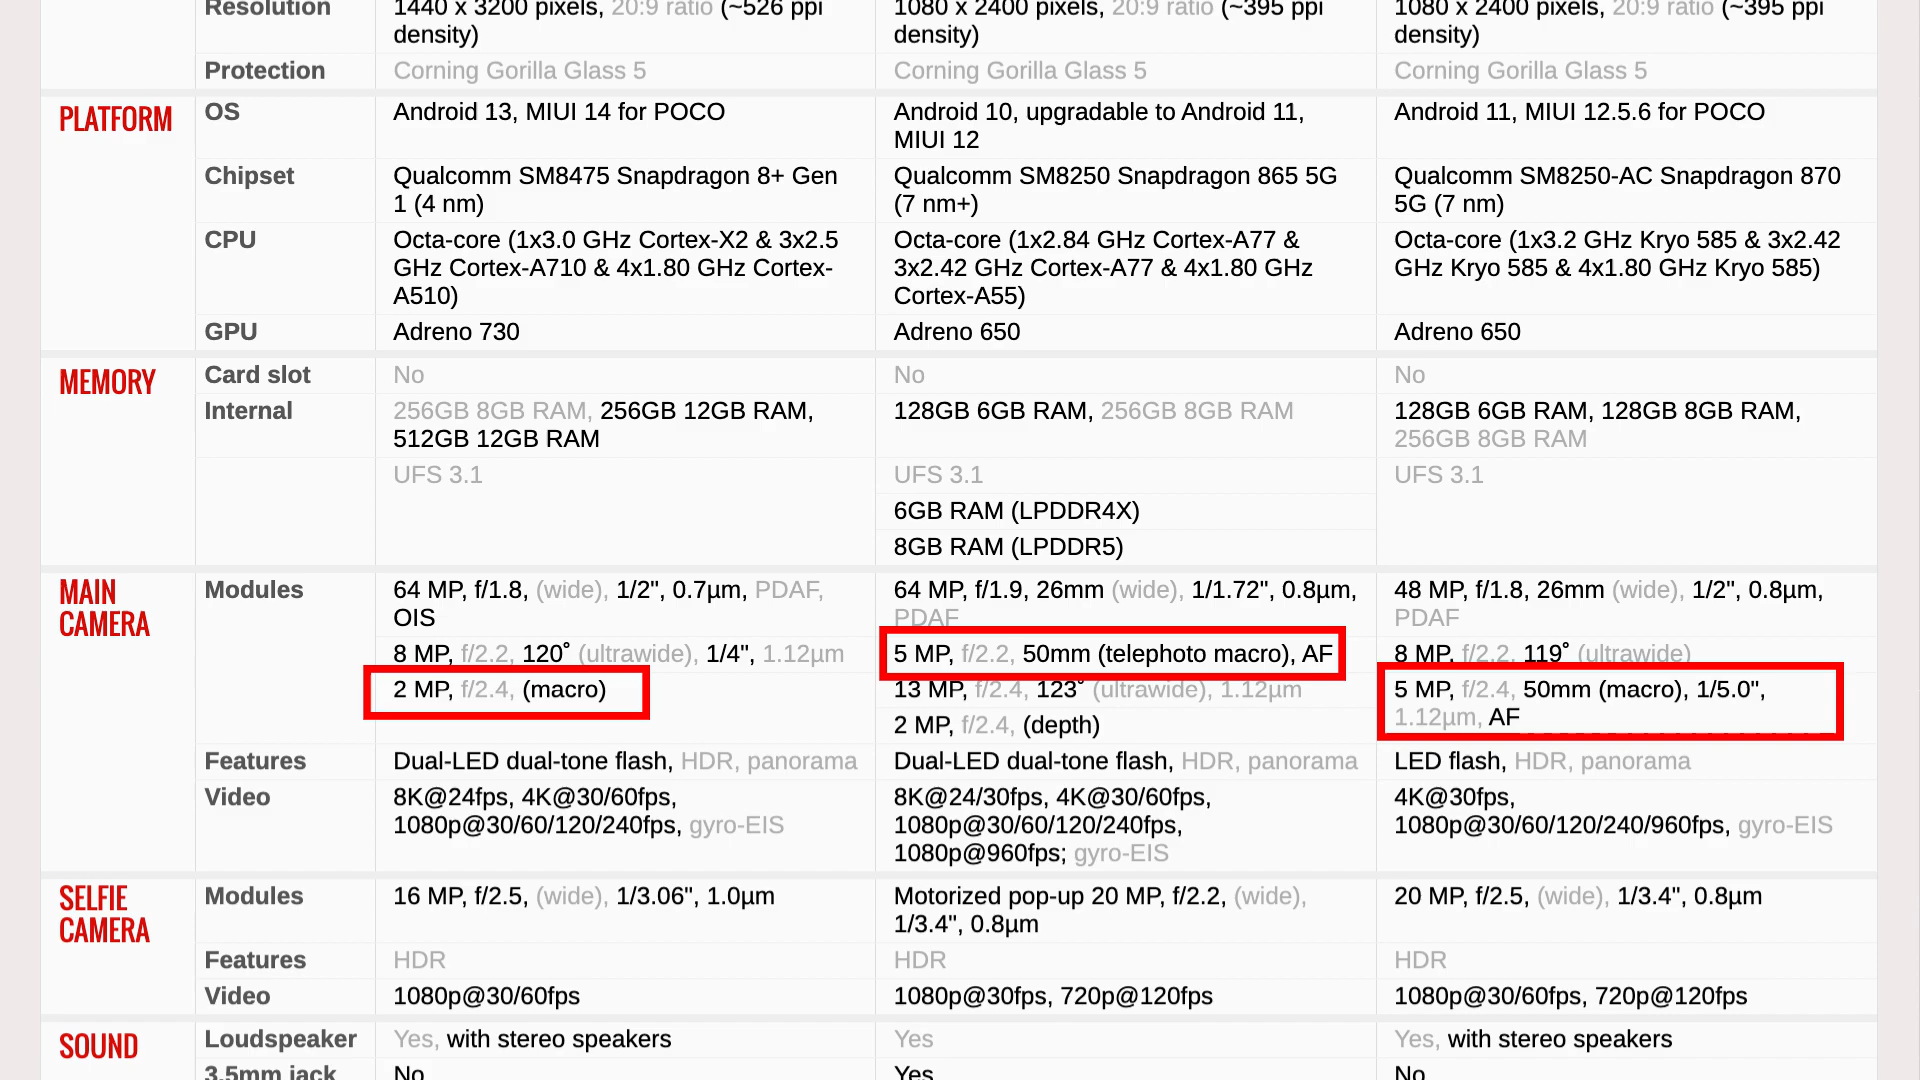 Resolution
1440 x 3200 pixels, 20:9 ratio (~526 ppi
density)
1080 x 2400 pixels, 20:9 ratio (~395 ppi
density)
1080 x 2400 pixels, 20:9 ratio (~395 ppi
density)
Protection
Corning Gorilla Glass 5
Corning Gorilla Glass 5
Corning Gorilla Glass 5
PLATFORM
OS
Android 13, MIUI 14 for POCO
Android 10, upgradable to Android 11,
MIUI 12
Android 11, MIUI 12.5.6 for POCO
Chipset
Qualcomm SM8475 Snapdragon 8+ Gen
1 (4 nm)
Qualcomm SM8250 Snapdragon 865 5G
(7 nm+)
Qualcomm SM8250-AC Snapdragon 870
5G (7 nm)
CPU
Octa-core (1x3.0 GHz Cortex-X2 & 3x2.5
GHz Cortex-A710 & 4x1.80 GHz Cortex-
A510)
Octa-core (1x2.84 GHz Cortex-A77 &
3x2.42 GHz Cortex-A77 & 4x1.80 GHz
Cortex-A55)
Octa-core (1x3.2 GHz Kryo 585 & 3x2.42
GHz Kryo 585 & 4x1.80 GHz Kryo 585)
GPU
Adreno 730
Adreno 650
Adreno 650
MEMORY
Card slot
No
No
No
Internal
256GB 8GB RAM, 256GB 12GB RAM,
512GB 12GB RAM
128GB 6GB RAM, 256GB 8GB RAM
128GB 6GB RAM, 128GB 8GB RAM,
256GB 8GB RAM
UFS 3.1
UFS 3.1
6GB RAM (LPDDR4X)
8GB RAM (LPDDR5)
UFS 3.1
MAIN
CAMERA
Modules
64 MP, f/1.8, (wide), 1/2", 0.7µm, PDAF,
OIS
8 MP, f/2.2, 120˚ (ultrawide), 1/4", 1.12µm
2 MP, f/2.4, (macro)
64 MP, f/1.9, 26mm (wide), 1/1.72", 0.8µm,
PDAF
5 MP, f/2.2, 50mm (telephoto macro), AF
13 MP, f/2.4, 123˚ (ultrawide), 1.12µm
2 MP, f/2.4, (depth)
48 MP, f/1.8, 26mm (wide), 1/2", 0.8µm,
PDAF
8 MP, f/2.2, 119˚ (ultrawide)
5 MP, f/2.4, 50mm (macro), 1/5.0",
1.12µm, AF
Features
Dual-LED dual-tone flash, HDR, panorama
Dual-LED dual-tone flash, HDR, panorama
LED flash, HDR, panorama
Video
8K@24fps, 4K@30/60fps,
1080p@30/60/120/240fps, gyro-EIS
8K@24/30fps, 4K@30/60fps,
1080p@30/60/120/240fps,
1080p@960fps; gyro-EIS
4K@30fps,
1080p@30/60/120/240/960fps, gyro-EIS
SELFIE
CAMERA
Modules
16 MP, f/2.5, (wide), 1/3.06", 1.0µm
Motorized pop-up 20 MP, f/2.2, (wide),
1/3.4", 0.8µm
20 MP, f/2.5, (wide), 1/3.4", 0.8µm
Features
HDR
HDR
HDR
Video
1080p@30/60fps
1080p@30fps, 720p@120fps
1080p@30/60fps, 720p@120fps
SOUND
Loudspeaker
Yes, with stereo speakers
Yes
Yes, with stereo speakers
3.5mm jack
No
Yes
No